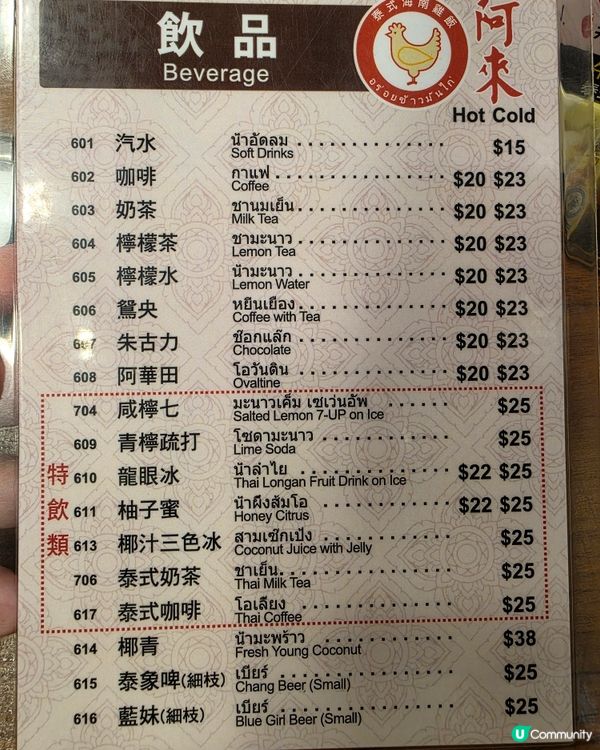 飲品
Beverage
泰式海南雞飯
อร่อยข้าวมันไก่
阿來
Hot Cold
601 汽水 น้ำอัดลม $15
Soft Drinks
602 咖啡 กาแฟ $20 $23
Coffee
603 奶茶 ชานมเย็น $20 $23
Milk Tea
604 檸檬茶 ชามะนาว $20 $23
Lemon Tea
605 檸檬水 น้ำมะนาว $20 $23
Lemon Water
606 鴛央 หยินเยือง $20 $23
Coffee with Tea
607 朱古力 ช๊อกแล๊ก $20 $23
Chocolate
608 阿華田 โอวันติน $20 $23
Ovaltine
特飲類
704 咸檸七 มะนาวเค็ม เซเว่นอัพ $25
Salted Lemon 7-UP on Ice
609 青檸疏打 โซดามะนาว $25
Lime Soda
610 龍眼冰 น้ำลำไย $22 $25
Thai Longan Fruit Drink on Ice
611 柚子蜜 น้ำผึ้งส้มโอ $22 $25
Honey Citrus
613 椰汁三色冰 สามเซ๊กเป้ง $25
Coconut Juice with Jelly
706 泰式奶茶 ชาเย็น $25
Thai Milk Tea
617 泰式咖啡 โอเลี้ยง $25
Thai Coffee
614 椰青 น้ำมะพร้าว $38
Fresh Young Coconut
615 泰象啤(細枝) เบียร์ $25
Chang Beer (Small)
616 藍妹(細枝) เบียร์ $25
Blue Girl Beer (Small)
U Community